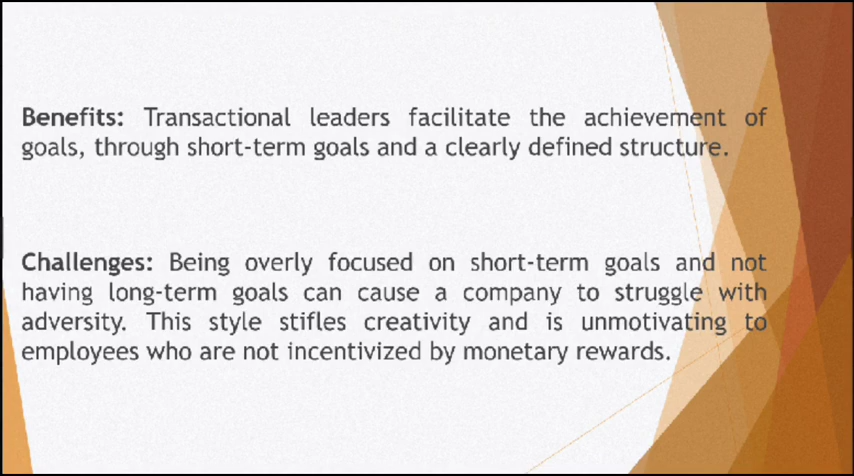 Benefits: Transactional leaders facilitate the achievement of
goals, through short-term goals and a clearly defined structure.
Challenges: Being overly focused on short-term goals and not
having long-term goals can cause a company to struggle with
adversity. This style stifles creativity and is unmotivating to
employees who are not incentivized by monetary rewards.